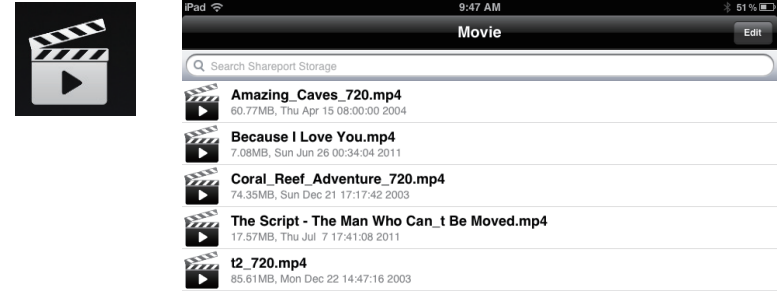 iPad 9:47 AM 51%
Movie Edit
Search Shareport Storage
Amazing_Caves_720.mp4
60.77MB, Thu Apr 15 08:00:00 2004
Because I Love You.mp4
7.08MB, Sun Jun 26 00:34:04 2011
Coral_Reef_Adventure_720.mp4
74.35MB, Sun Dec 21 17:17:42 2003
The Script - The Man Who Can_t Be Moved.mp4
17.57MB, Thu Jul 7 17:41:08 2011
t2_720.mp4
85.61MB, Mon Dec 22 14:47:16 2003